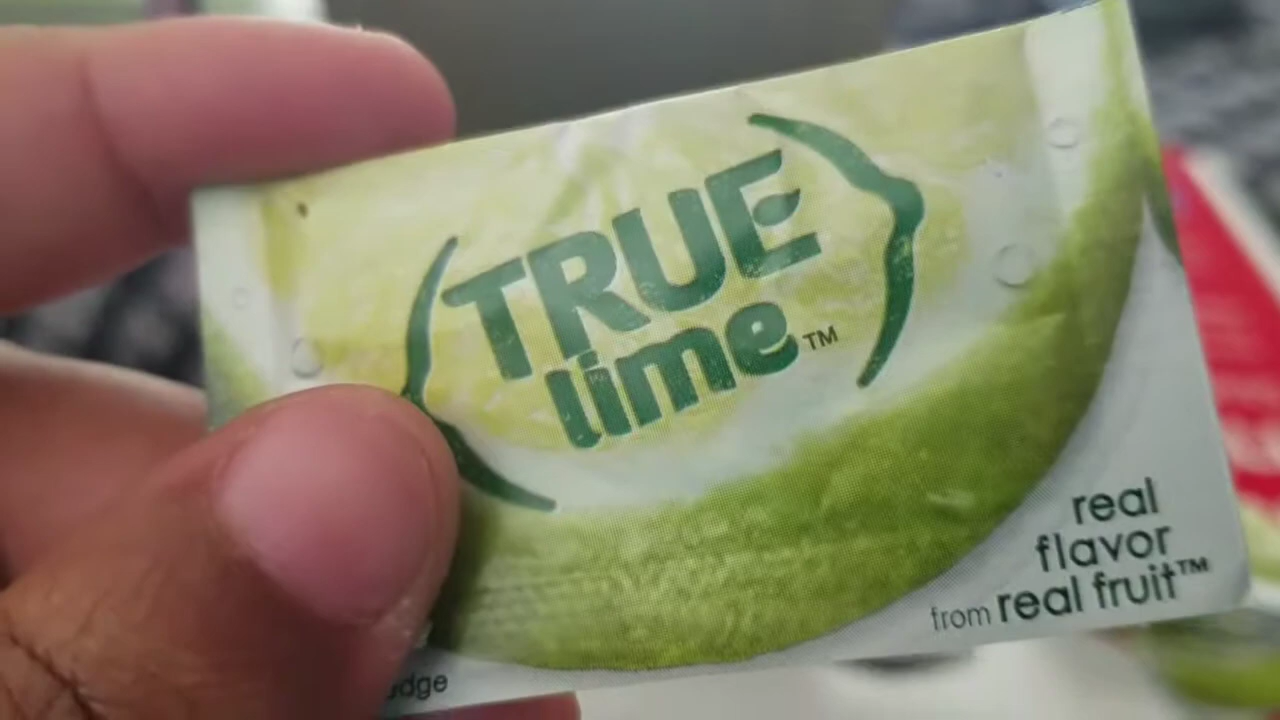 TRUE
lime™
real
flavor
from real fruit™